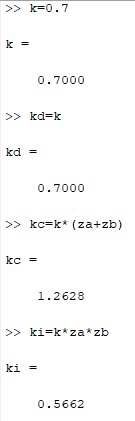 >> k=0.7
k =
0.7000
>> kd=k
kd =
0.7000
>> kc=k*(za+zb)
kc =
1.2628
>> ki=k*za*zb
ki =
0.5662